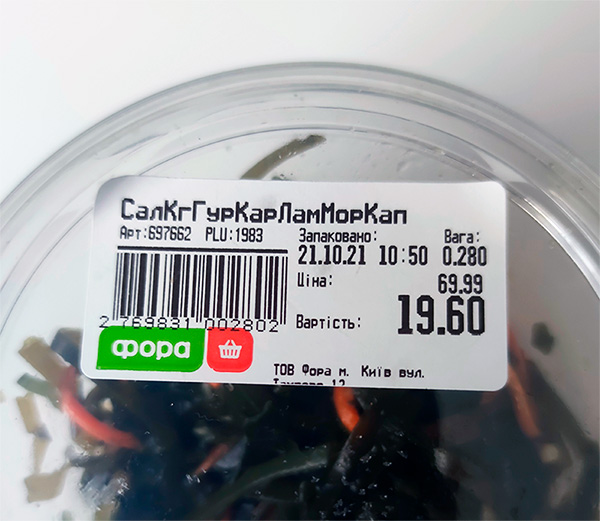 СалКгГурКарЛамМорКап
Арт:697662 PLU:1983
Запаковано: Вага:
21.10.21 10:50 0.280
Ціна: 69.99
Вартість: 19.60
2 769831 002802
фора
ТОВ Фора м. Київ вул.